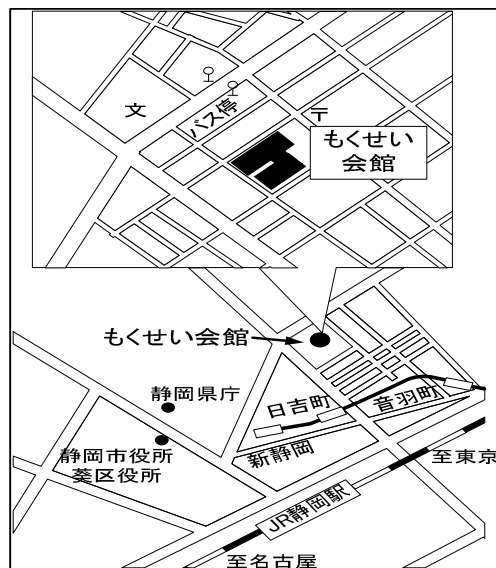 文
バス停
〒
もくせい
会館
もくせい会館
静岡県庁
日吉町
音羽町
静岡市役所
葵区役所
新静岡
至東京
JR静岡駅
至名古屋